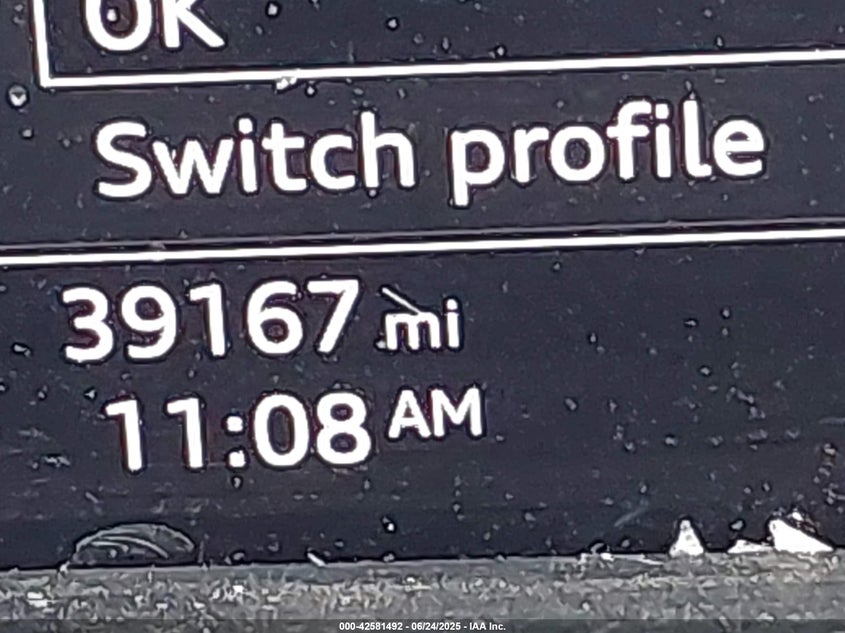 OK
Switch profile
39167 mi
11:08 AM
000-42581492 - 06/24/2025 - IAA Inc.